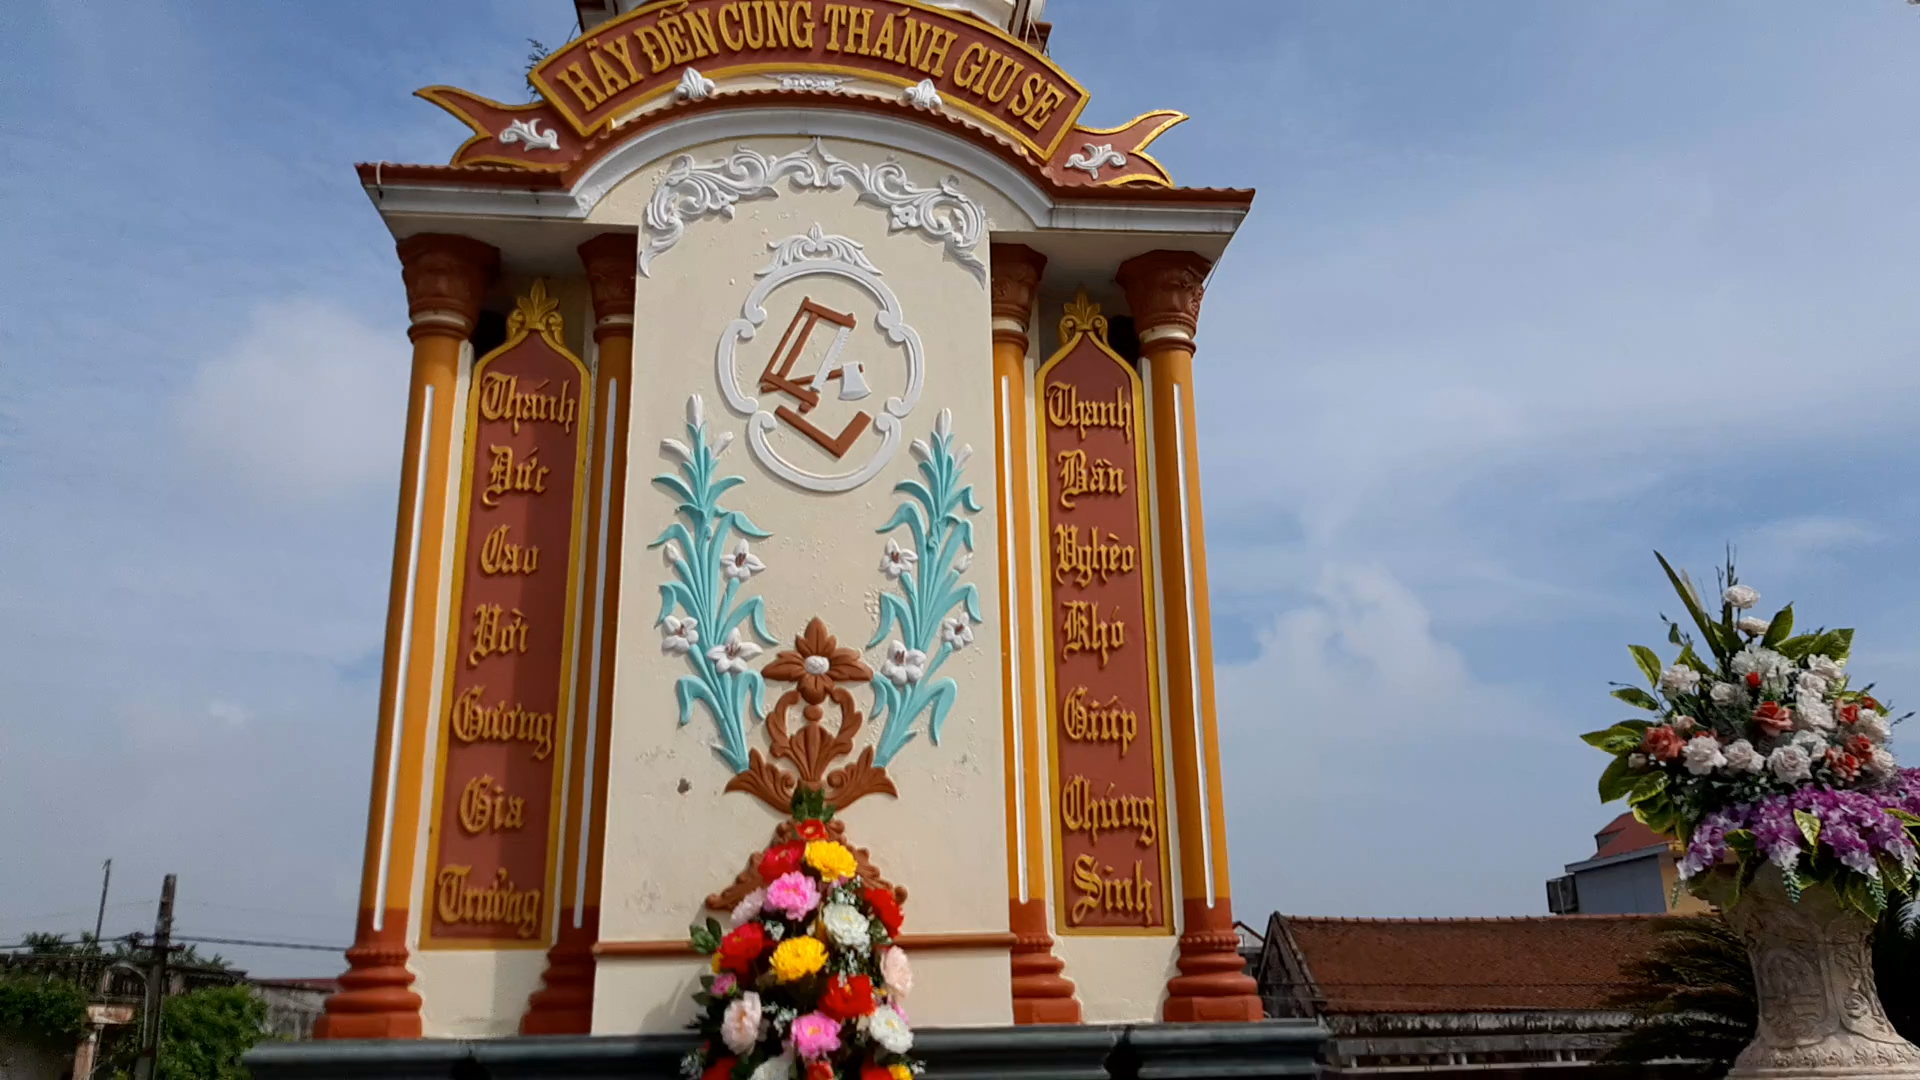 HÃY ĐẾN CÙNG THÁNH GIU SE
Thánh
Đức
Cao
Vời
Gương
Gia
Trưởng
Thanh
Bần
Nghèo
Khó
Giúp
Chúng
Sinh